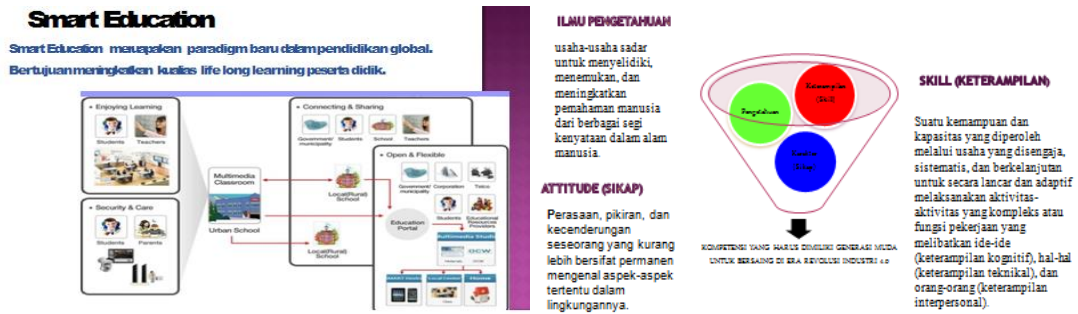 Smart Education
Smart Education merupakan paradigm baru dalam pendidikan global.
Bertujuan meningkatkan kualias life long learning peserta didik.
• Enjoying Learning
Students
Teachers
• Security & Care
Students
Parents
Multimedia
Classroom
Urban School
• Connecting & Sharing
Government/
municipality
Students
School
Teachers
Local(Rural)
School
Local(Rural)
School
• Open & Flexible
Government/
municipality
Corporation
Telco
Education
Portal
Students
Educational
Resources
Providers
Multimedia Studio
OCW
ILMU PENGETAHUAN
usaha-usaha sadar
untuk menyelidiki,
menemukan, dan
meningkatkan
pemahaman manusia
dari berbagai segi
kenyataan dalam alam
manusia.
ATTITUDE (SIKAP)
Perasaan, pikiran, dan
kecenderungan
seseorang yang kurang
lebih bersifat permanen
mengenal aspek-aspek
tertentu dalam
lingkungannya.
Pengetahuan
Keterampilan
(Skill)
(Sikap)
KOMPETENSI YANG HARUS DIMILIKI GENERASI MUDA
UNTUK BERSAING DI ERA REVOLUSI INDUSTRI 4.0
SKILL (KETERAMPILAN)
Suatu kemampuan dan
kapasitas yang diperoleh
melalui usaha yang disengaja,
sistematis, dan berkelanjutan
untuk secara lancar dan adaptif
melaksanakan aktivitas-
aktivitas yang kompleks atau
fungsi pekerjaan yang
melibatkan ide-ide
(keterampilan kognitif), hal-hal
(keterampilan teknikal), dan
orang-orang (keterampilan
interpersonal).